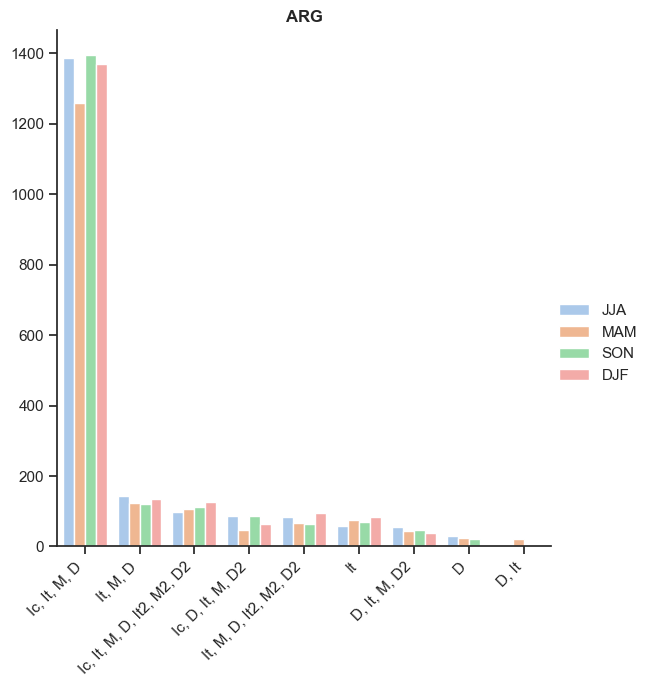 ARG
1400
1200
1000
800
600
400
200
0
JJA
MAM
SON
DJF
Ic, It, M, D
It, M, D
Ic, It, M, D, It2, M2, D2
Ic, D, It, M, D2
It, M, D, It2, M2, D2
It
D, It, M, D2
D
D, It